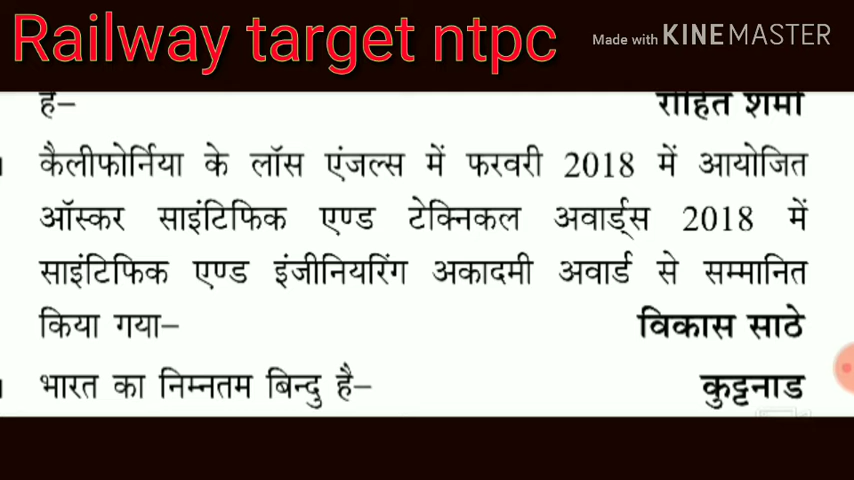 Railway target ntpc
Made with KINEMASTER
है– रोहित शर्मा
कैलीफोर्निया के लॉस एंजल्स में फरवरी 2018 में आयोजित
ऑस्कर साइंटिफिक एण्ड टेक्निकल अवार्ड्स 2018 में
साइंटिफिक एण्ड इंजीनियरिंग अकादमी अवार्ड से सम्मानित
किया गया– विकास साठे
भारत का निम्नतम बिन्दु है– कुट्टनाड